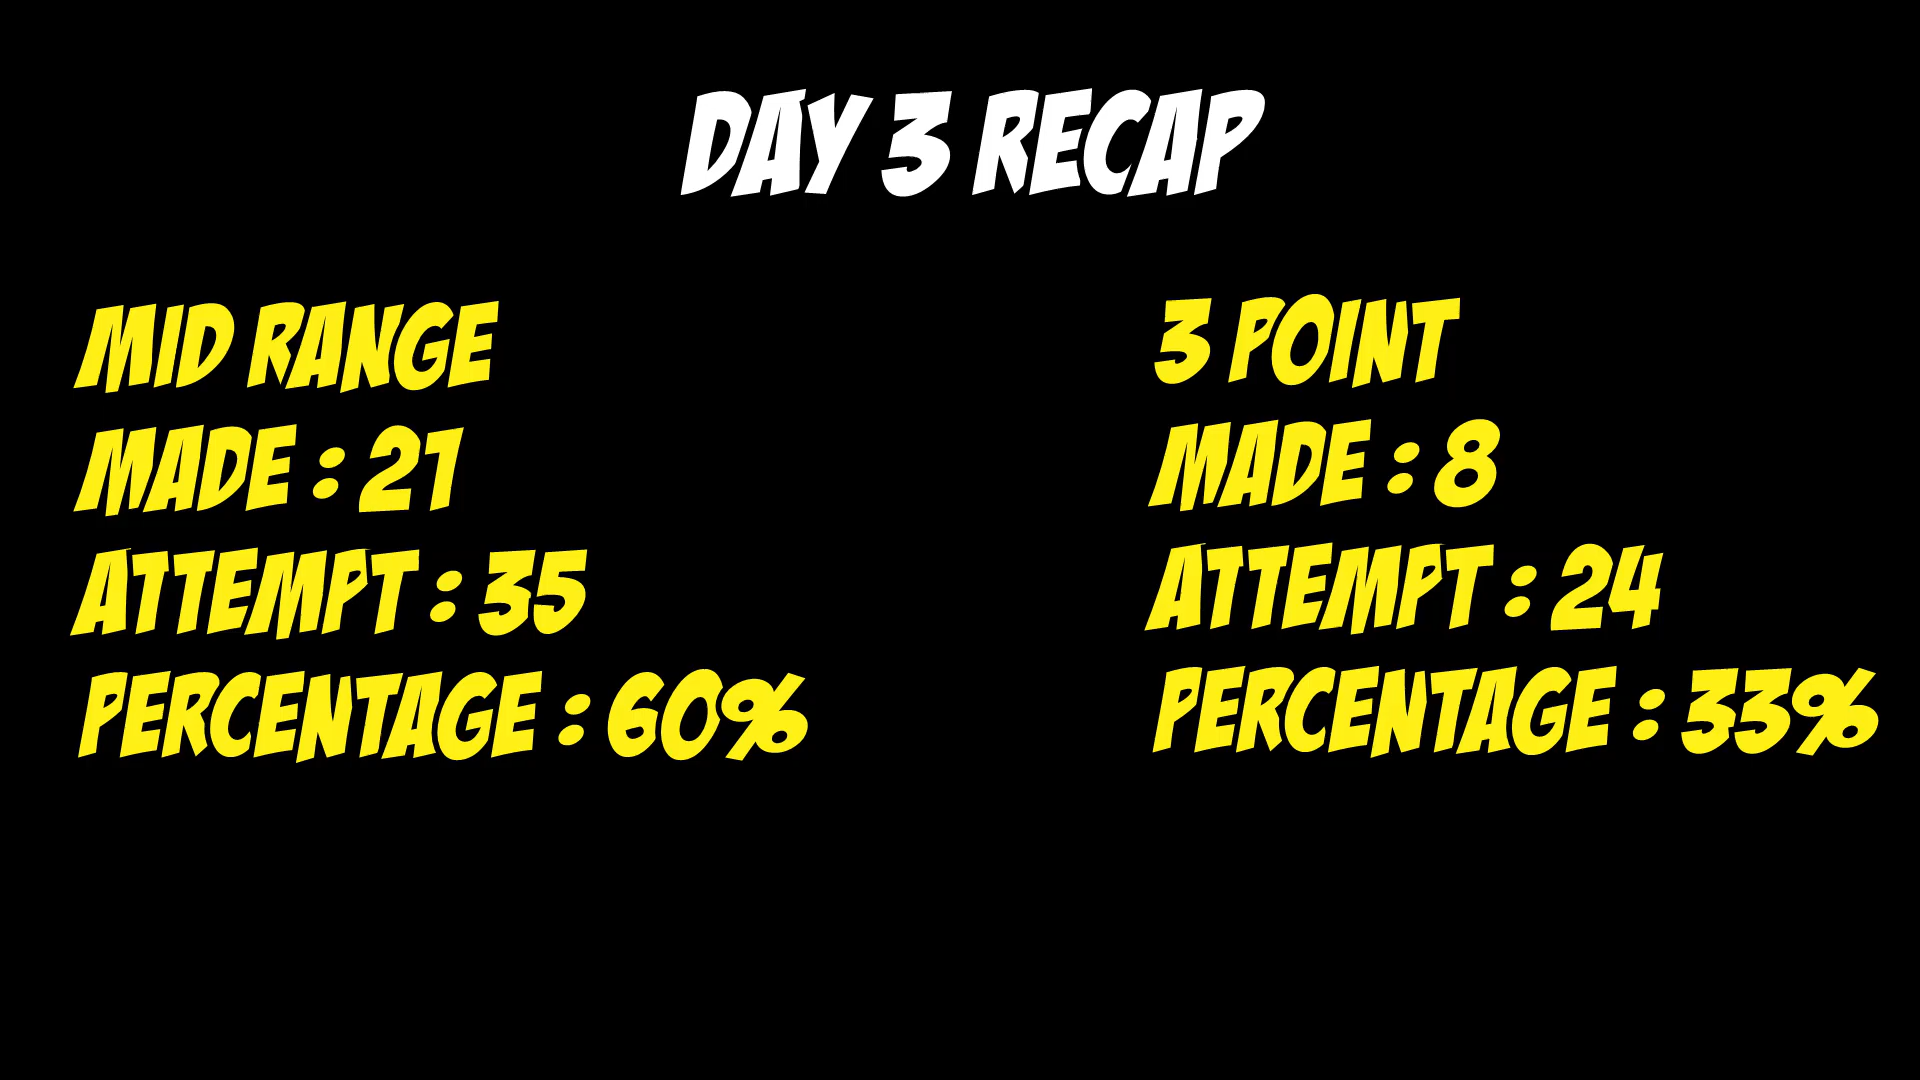 DAY 3 RECAP
MID RANGE
MADE : 21
ATTEMPT : 35
PERCENTAGE : 60%
3 POINT
MADE : 8
ATTEMPT : 24
PERCENTAGE : 33%